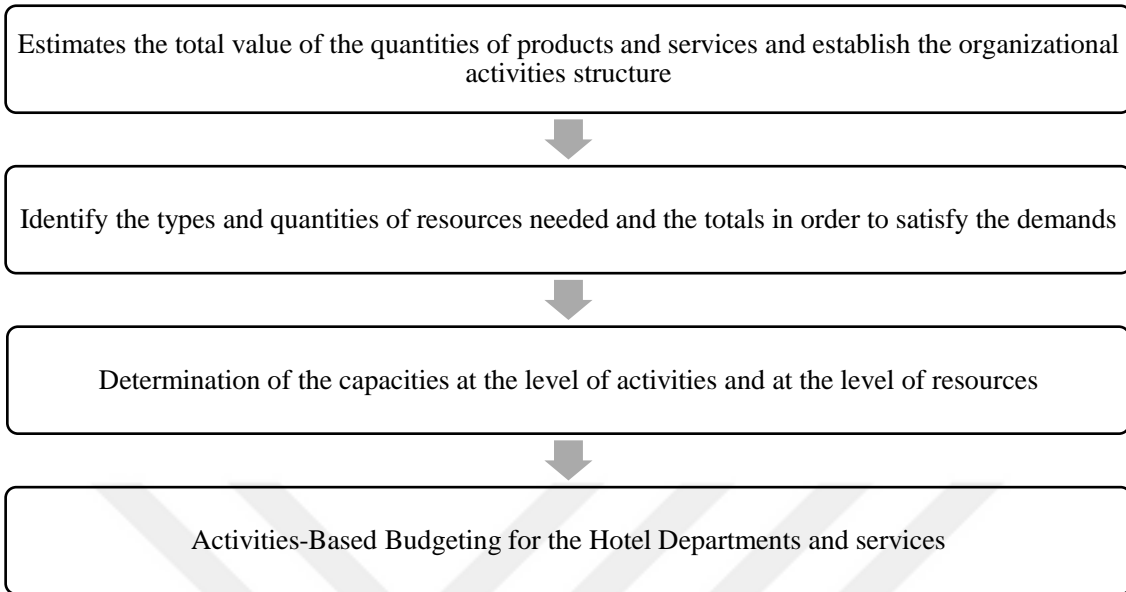 Estimates the total value of the quantities of products and services and establish the organizational
activities structure
Identify the types and quantities of resources needed and the totals in order to satisfy the demands
Determination of the capacities at the level of activities and at the level of resources
Activities-Based Budgeting for the Hotel Departments and services